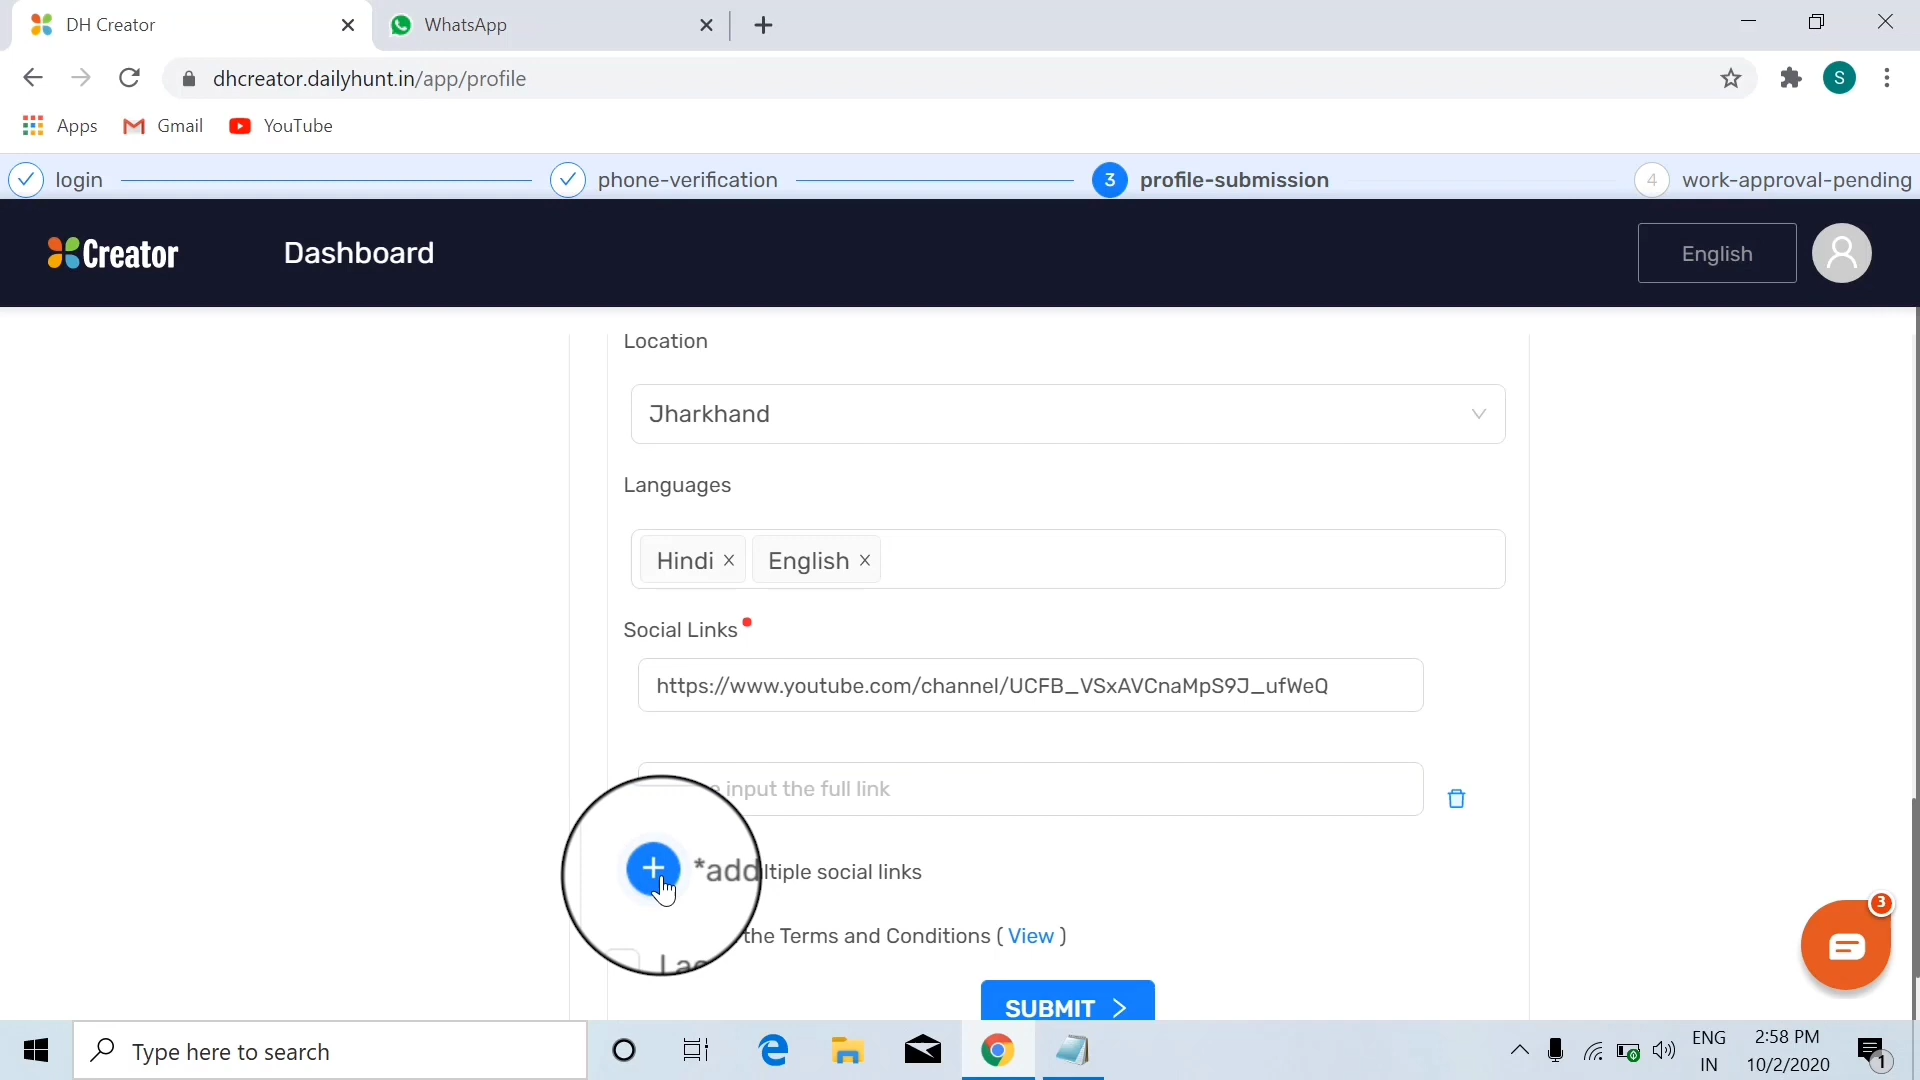 DH Creator
WhatsApp
dhcreator.dailyhunt.in/app/profile
S
Apps
Gmail
YouTube
login
phone-verification
3 profile-submission
4 work-approval-pending
Creator
Dashboard
English
Location
Jharkhand
Languages
Hindi × English ×
Social Links
https://www.youtube.com/channel/UCFB_VSxAVCnaMpS9J_ufWeQ
input the full link
*add ltiple social links
the Terms and Conditions ( View )
3
SUBMIT >
Type here to search
ENG
IN
2:58 PM
10/2/2020
1